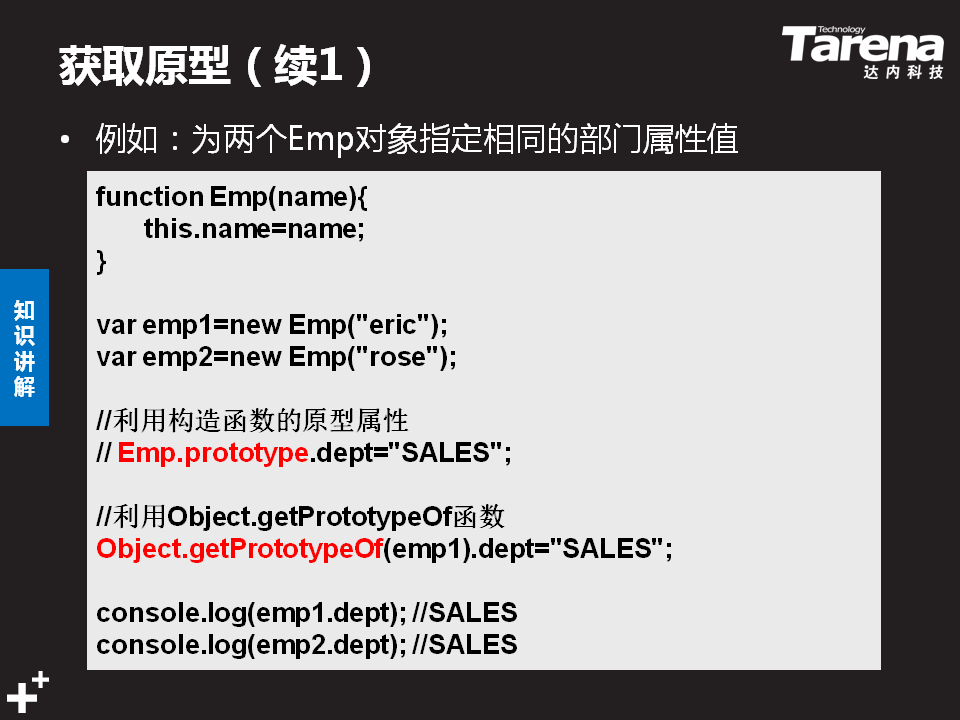 获取原型（续1）
Technology
Tarena
达内科技
• 例如：为两个Emp对象指定相同的部门属性值
function Emp(name){
this.name=name;
}
var emp1=new Emp("eric");
var emp2=new Emp("rose");
//利用构造函数的原型属性
// Emp.prototype.dept="SALES";
//利用Object.getPrototypeOf函数
Object.getPrototypeOf(emp1).dept="SALES";
console.log(emp1.dept); //SALES
console.log(emp2.dept); //SALES
知识讲解